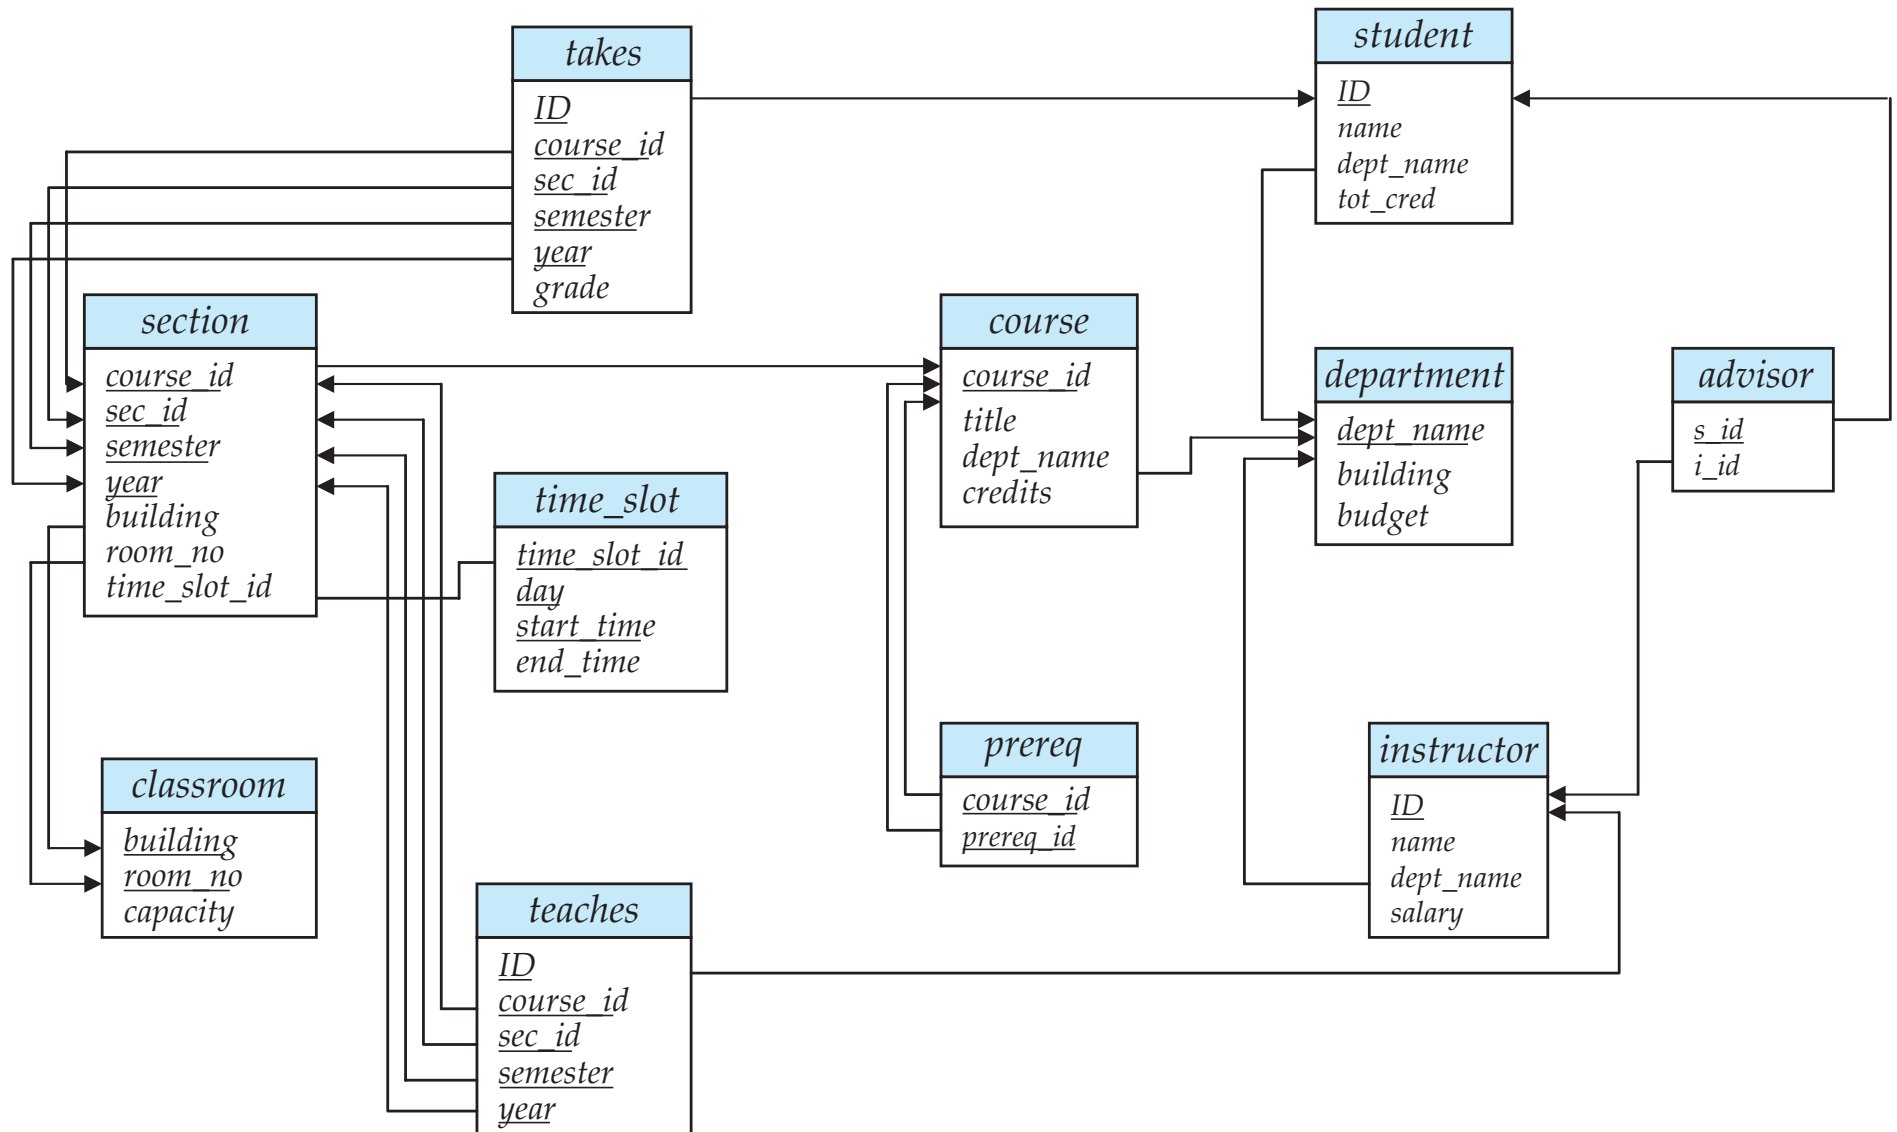 takes
ID
course_id
sec_id
semester
year
grade
student
ID
name
dept_name
tot_cred
section
course_id
sec_id
semester
year
building
room_no
time_slot_id
course
course_id
title
dept_name
credits
department
dept_name
building
budget
advisor
s_id
i_id
time_slot
time_slot_id
day
start_time
end_time
classroom
building
room_no
capacity
prereq
course_id
prereq_id
instructor
ID
name
dept_name
salary
teaches
ID
course_id
sec_id
semester
year